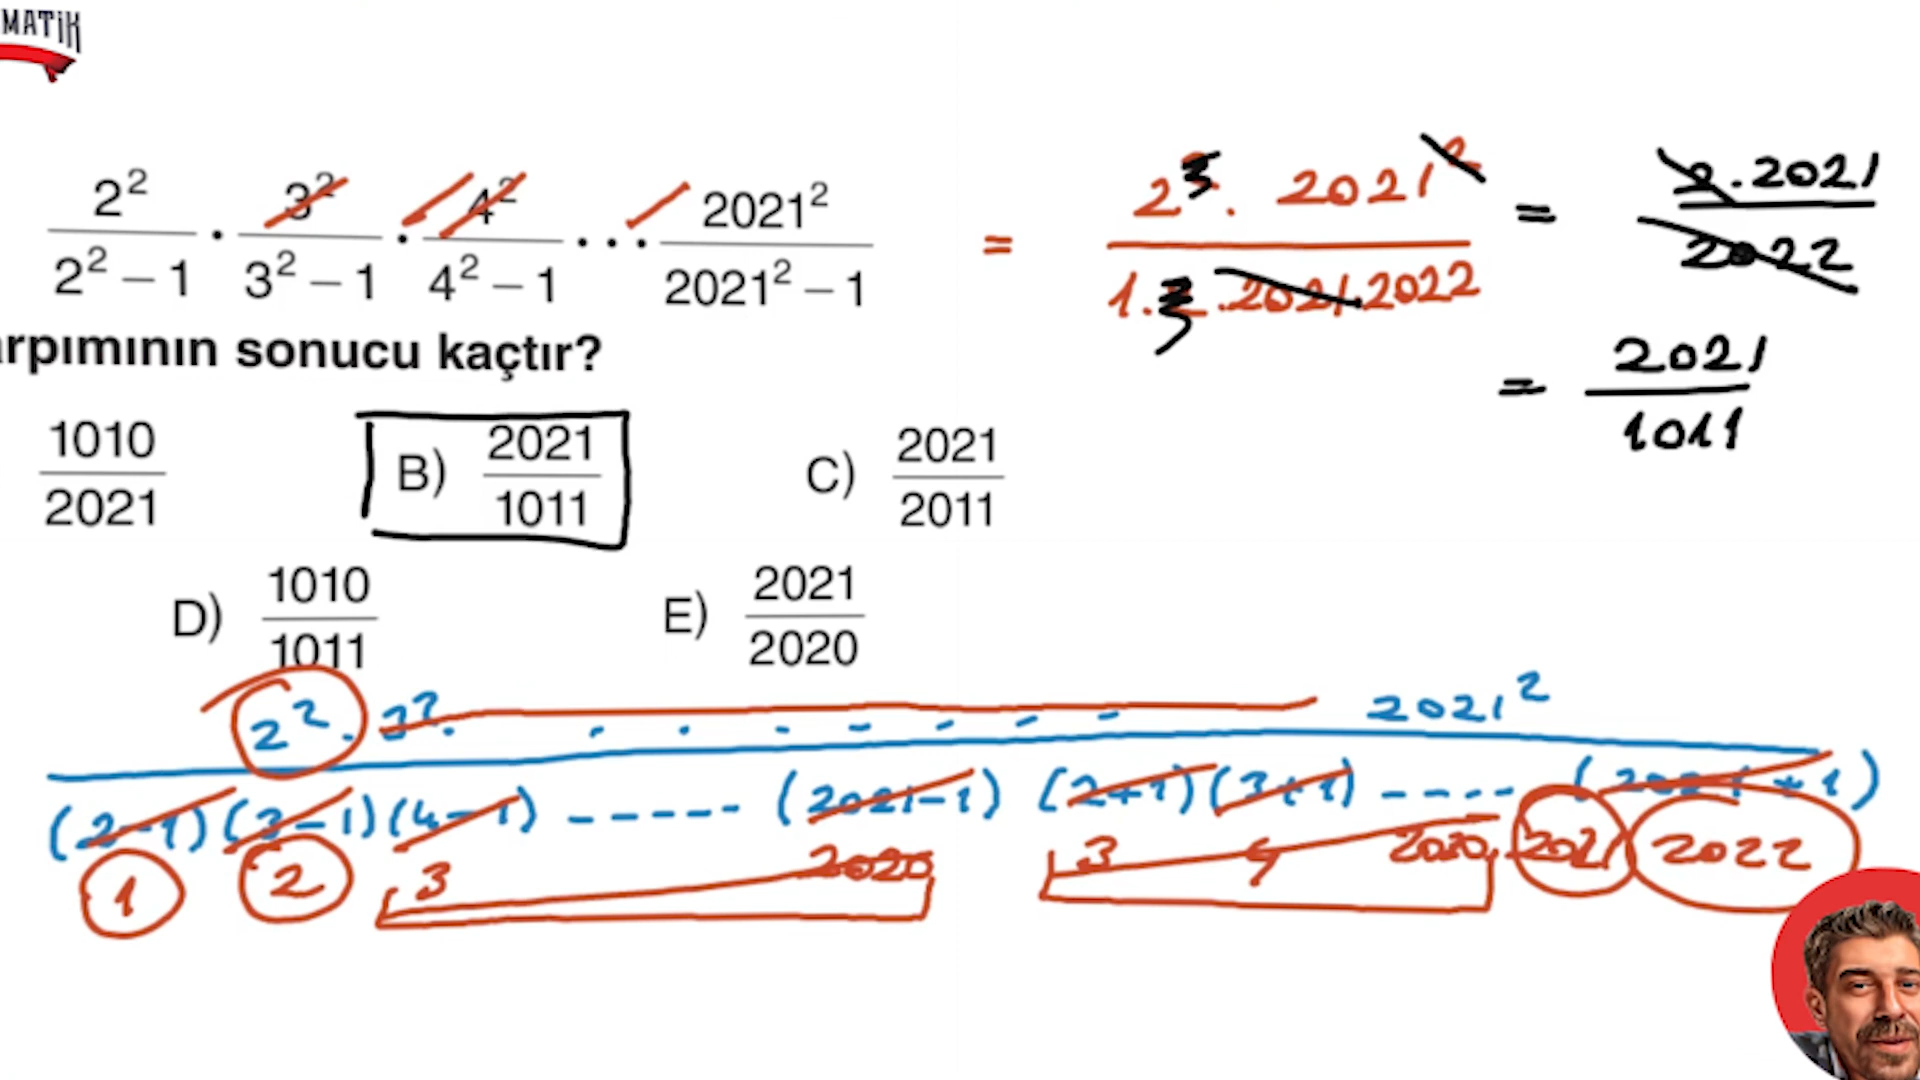 MATİK
2² / 2² − 1 · 3² / 3² − 1 · 4² / 4² − 1 ··· 2021² / 2021² − 1 = 2 . 2021² / 1 . . 2021 . 2022 = 2 . 2021 / 2022
= 2021 / 1011
arpımının sonucu kaçtır?
1010 / 2021 B) 2021 / 1011 C) 2021 / 2011
D) 1010 / 1011 E) 2021 / 2020
2² . 3² . . . . . . . . 2021²
(2-1) (3-1) (4-1) ------ (2021-1) (2+1) (3+1) ---- (2021+1)
1 2 3 2020 3 4 2020 . 2021 2022